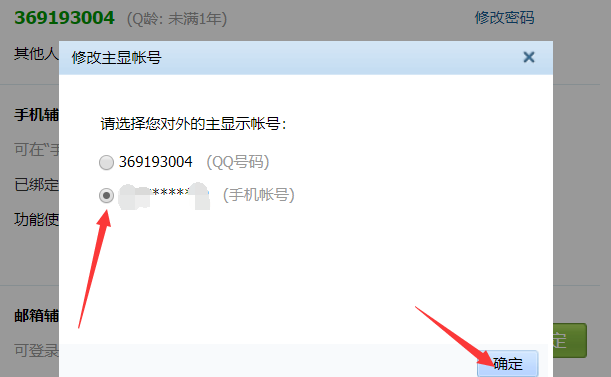 369193004 (Q龄: 未满1年) 修改密码
其他人
修改主显帐号
请选择您对外的主显示帐号:
手机辅
369193004 (QQ号码)
可在"手
******* (手机帐号)
已绑定
功能使
邮箱辅
定
可登录
确定